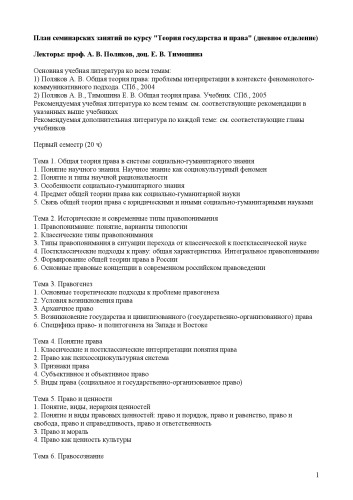 План семинарских занятий по курсу "Теория государства и права" (дневное отделение)
Лекторы: проф. А. В. Поляков, доц. Е. В. Тимошина
Основная учебная литература ко всем темам:
1) Поляков А. В. Общая теория права: проблемы интерпретации в контексте феноменолого-
коммуникативного подхода. СПб., 2004
2) Поляков А. В., Тимошина Е. В. Общая теория права. Учебник. СПб., 2005
Рекомендуемая учебная литература ко всем темам: см. соответствующие рекомендации в
указанных выше учебниках
Рекомендуемая дополнительная литература по каждой теме: см. соответствующие главы
учебников
Первый семестр (20 ч)
Тема 1. Общая теория права в системе социально-гуманитарного знания
1. Понятие научного знания. Научное знание как социокультурный феномен
2. Понятие и типы научной рациональности
3. Особенности социально-гуманитарного знания
4. Предмет общей теории права как социально-гуманитарной науки
5. Связь общей теории права с юридическими и иными социально-гуманитарными науками
Тема 2. Исторические и современные типы правопонимания
1. Правопонимание: понятие, варианты типологии
2. Классические типы правопонимания
3. Типы правопонимания в ситуации перехода от классической к постклассической науке
4. Постклассические подходы к праву: общая характеристика. Интегральное правопонимание
5. Формирование общей теории права в России
6. Основные правовые концепции в современном российском правоведении
Тема 3. Правогенез
1. Основные теоретические подходы к проблеме правогенеза
2. Условия возникновения права
3. Архаичное право
5. Возникновение государства и цивилизованного (государственно-организованного) права
6. Специфика право- и политогенеза на Западе и Востоке
Тема 4. Понятие права
1. Классические и постклассические интерпретации понятия права
2. Право как психосоциокультурная система
3. Признаки права
4. Субъективное и объективное право
5. Виды права (социальное и государственно-организованное право)
Тема 5. Право и ценности
1. Понятие, виды, иерархия ценностей
2. Понятие и виды правовых ценностей: право и порядок, право и равенство, право и
свобода, право и справедливость, право и ответственность
3. Право и мораль
4. Право как ценность культуры
Тема 6. Правосознание
1